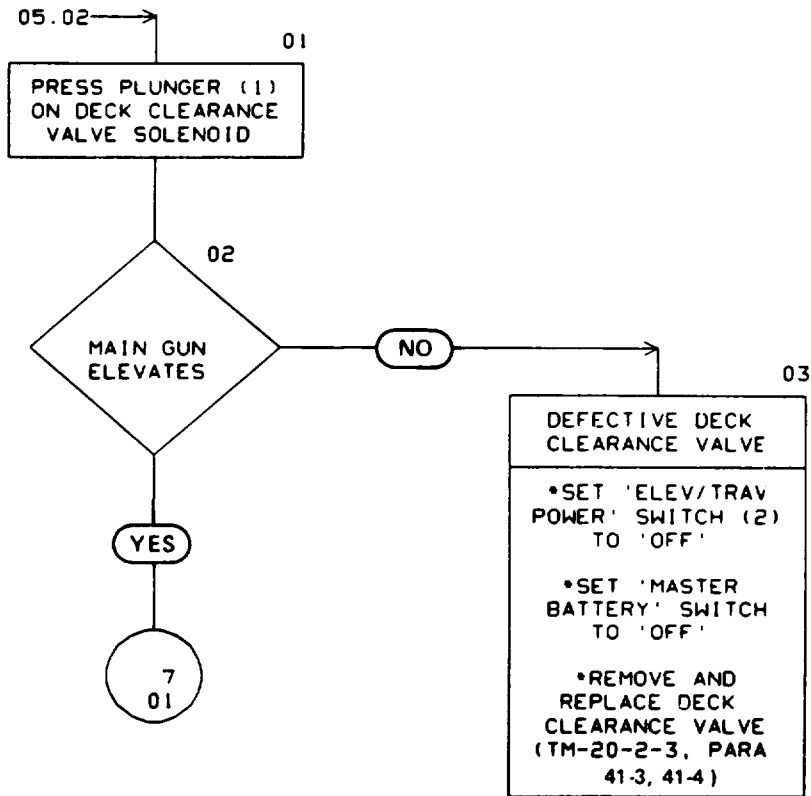 05.02
01
PRESS PLUNGER (1)
ON DECK CLEARANCE
VALVE SOLENOID
02
MAIN GUN
ELEVATES
NO
03
DEFECTIVE DECK
CLEARANCE VALVE
*SET 'ELEV/TRAV
POWER' SWITCH (2)
TO 'OFF'
*SET 'MASTER
BATTERY' SWITCH
TO 'OFF'
*REMOVE AND
REPLACE DECK
CLEARANCE VALVE
(TM-20-2-3, PARA
41-3, 41-4)
YES
7
01